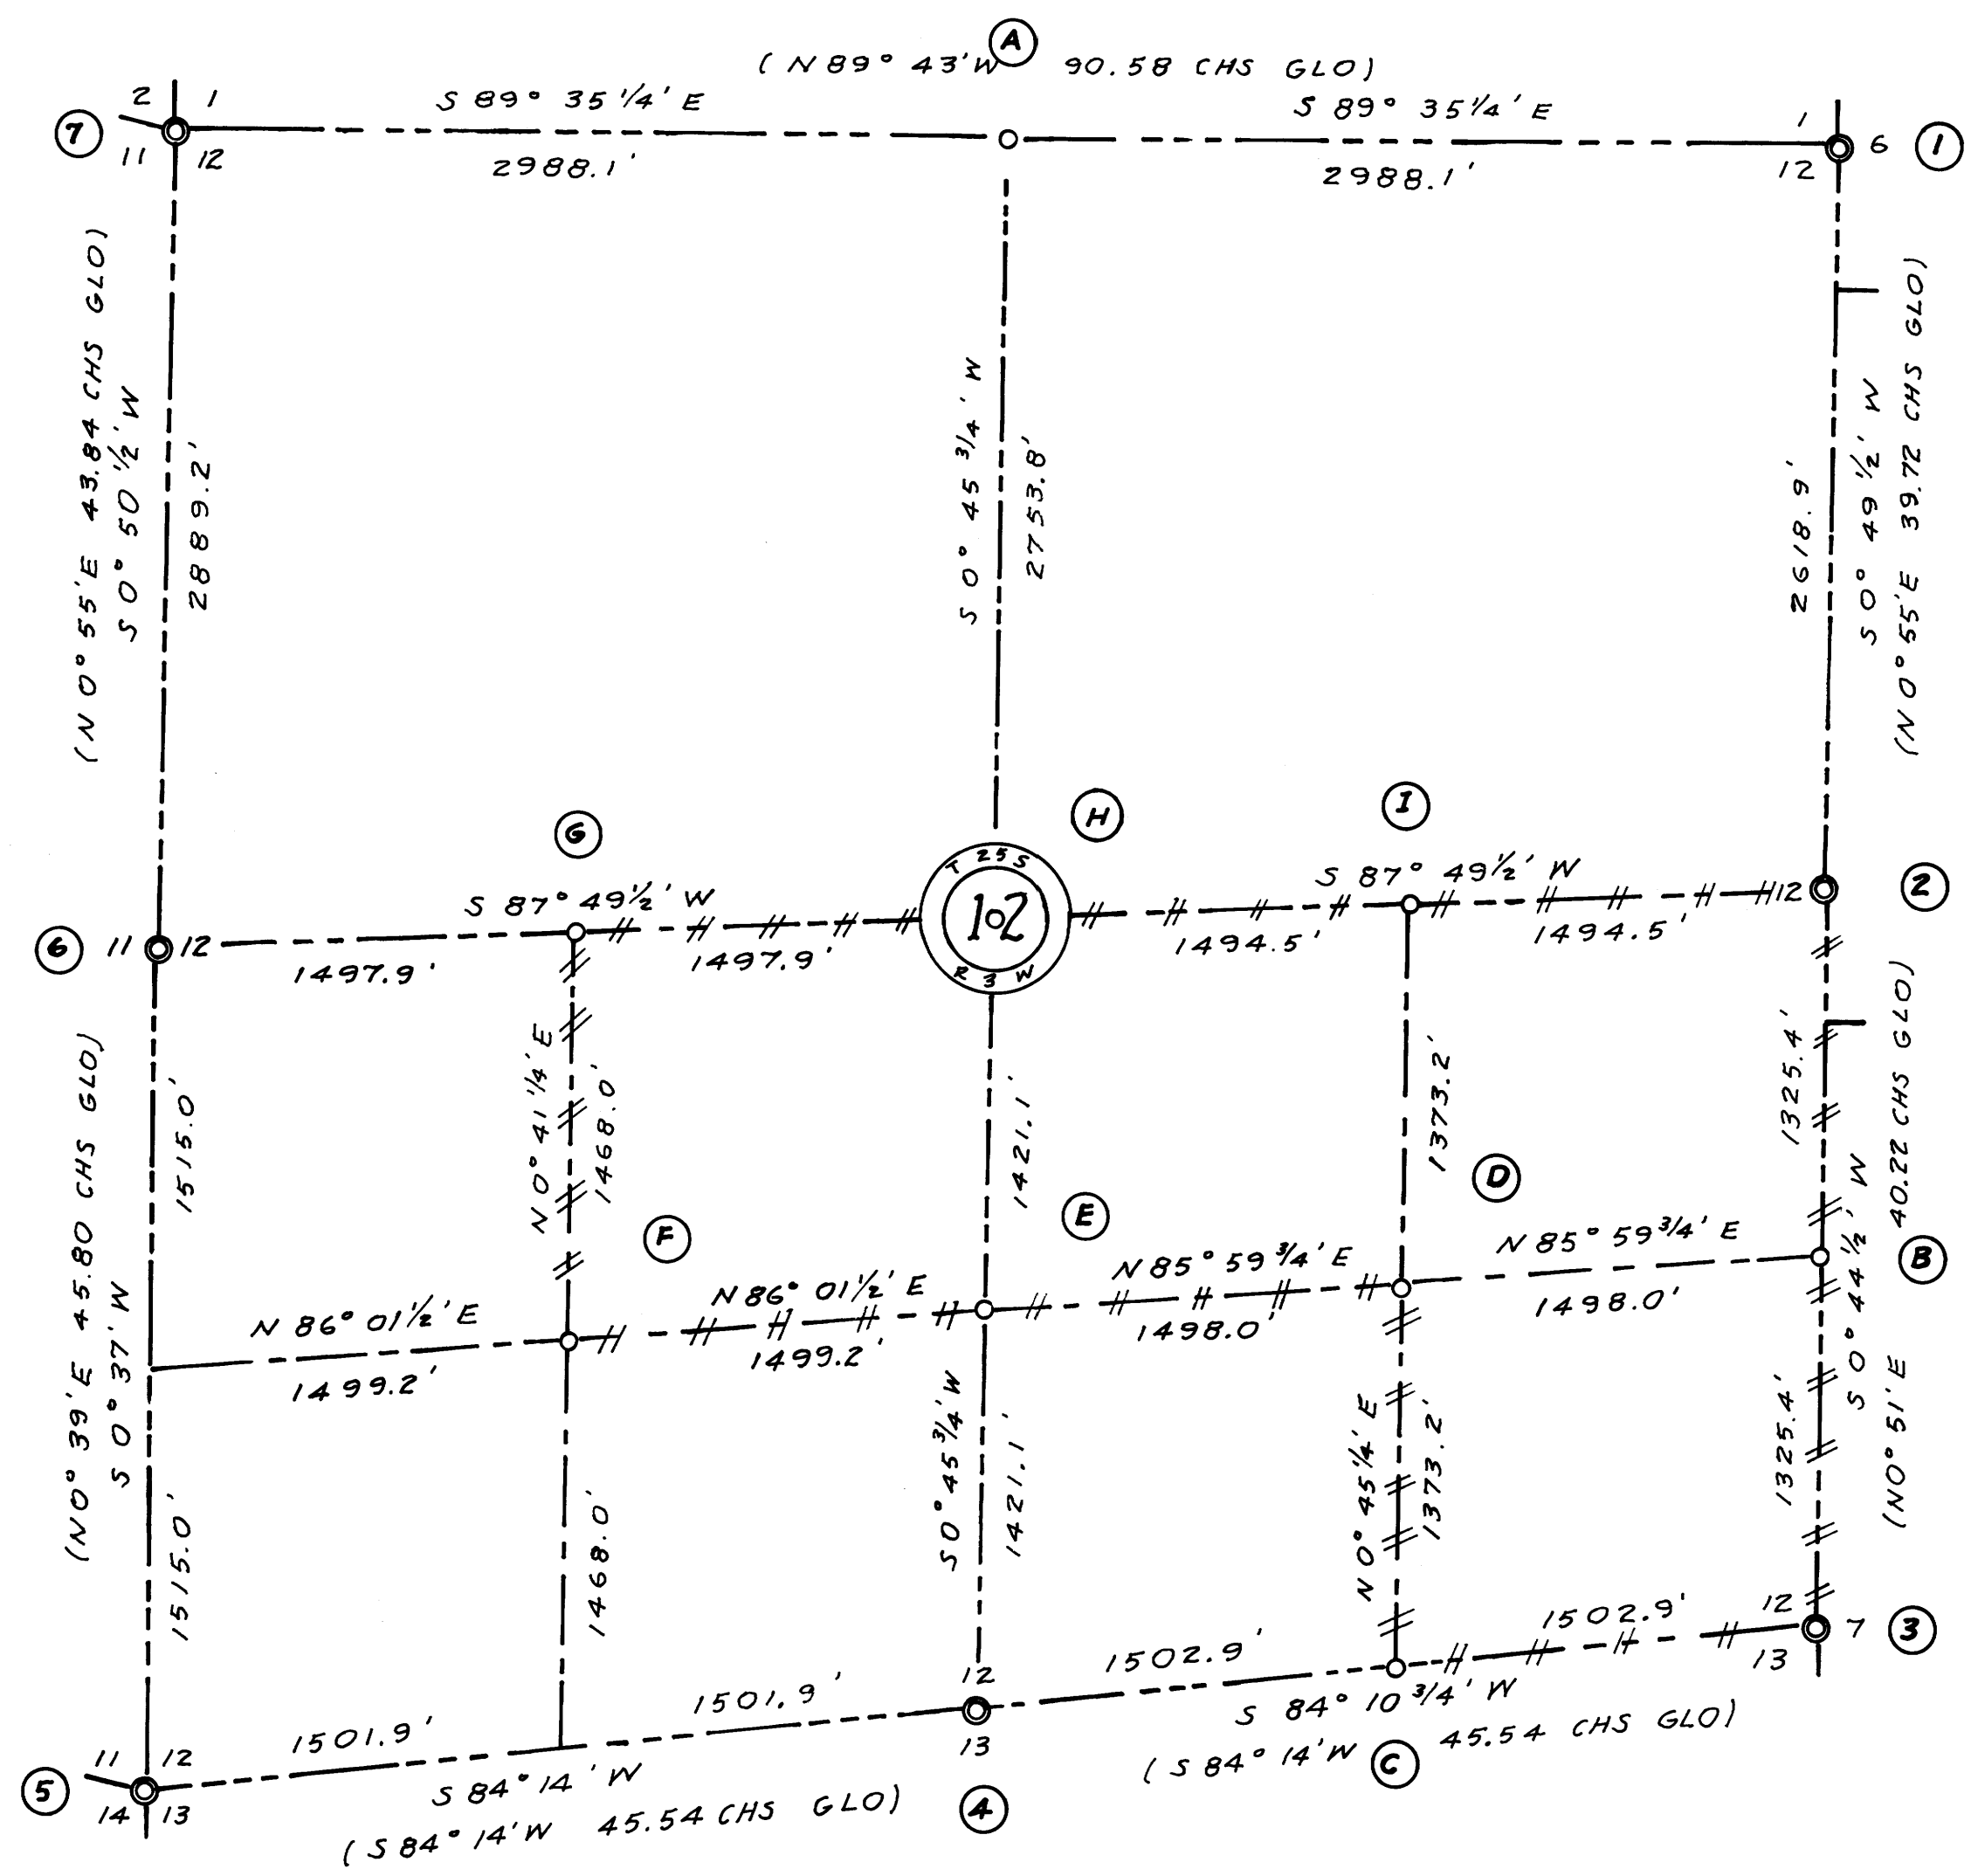 A
( N 89° 43' W 90.58 CHS GLO )
S 89° 35 1/4' E
S 89° 35 1/4' E
2 1
7
11 12
2988.1'
2988.1'
1
6 1
12
(N 0° 55' E 43.84 CHS GLO)
S 0° 50 1/2' W
2889.2'
S 0° 45 3/4' W
2753.8'
2618.9'
S 0° 49 1/2' W
(N 0° 55' E 39.72 CHS GLO)
G
H
I
6 11 12
S 87° 49 1/2' W
1497.9'
1497.9'
T 25 S
12
R 3 W
S 87° 49 1/2' W
1494.5'
1494.5'
12 2
(N 0° 39' E 45.80 CHS GLO)
S 0° 37' W
1515.0'
N 0° 41 1/4' E
1468.0'
1421.1'
1373.2'
1325.4'
S 0° 44 1/2' W
(N 0° 51' E 40.22 CHS GLO)
F
E
D
B
N 86° 01 1/2' E
1499.2'
N 86° 01 1/2' E
1499.2'
N 85° 59 3/4' E
1498.0'
N 85° 59 3/4' E
1498.0'
1515.0'
1468.0'
S 0° 45 3/4' W
1421.1'
N 0° 45 1/4' E
1373.2'
1325.4'
12
7 3
13
1501.9'
1501.9'
12
13
1502.9'
1502.9'
11 12
5
14 13
S 84° 14' W
(S 84° 14' W 45.54 CHS GLO)
4
S 84° 10 3/4' W
(S 84° 14' W 45.54 CHS GLO)
C